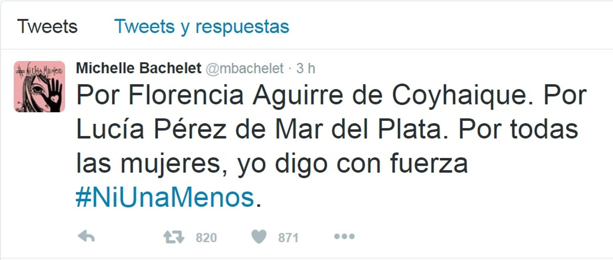 Tweets Tweets y respuestas
Michelle Bachelet @mbachelet · 3 h
Por Florencia Aguirre de Coyhaique. Por
Lucía Pérez de Mar del Plata. Por todas
las mujeres, yo digo con fuerza
#NiUnaMenos.
820 871